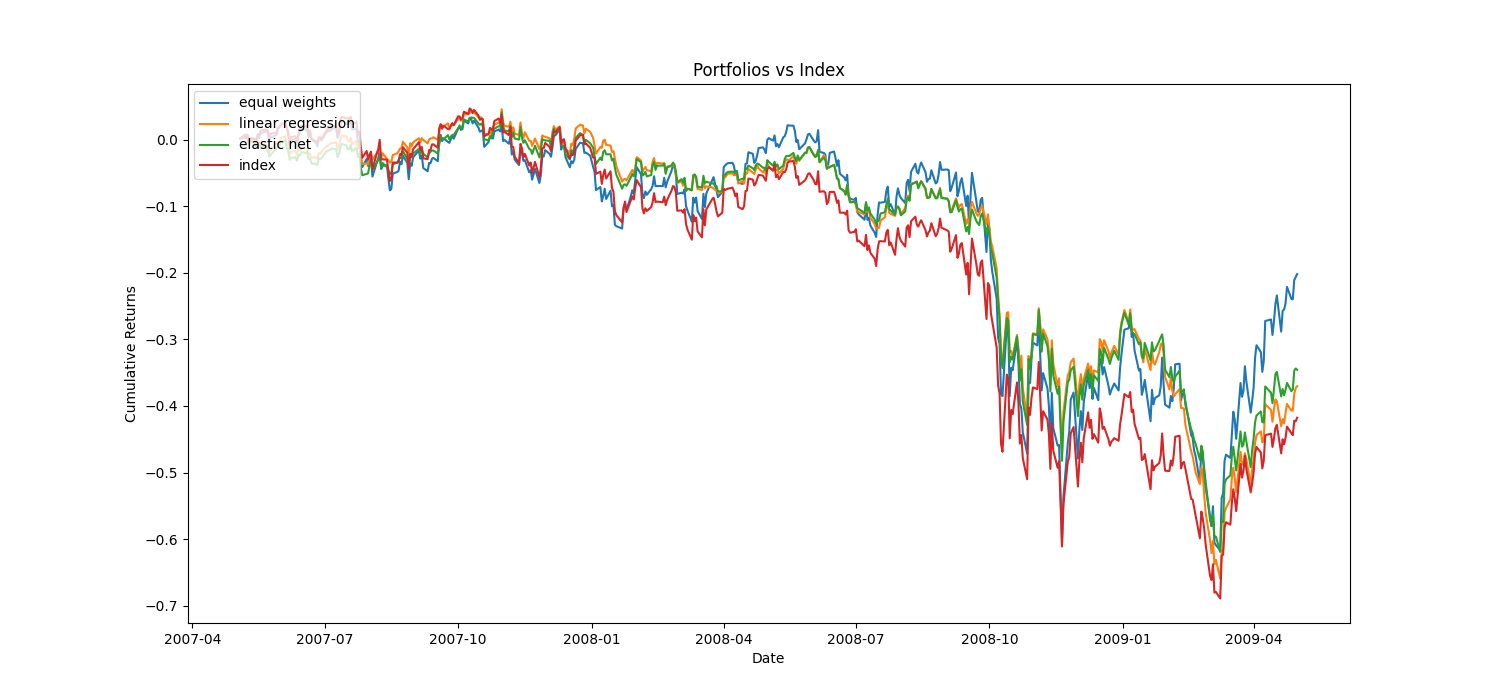 Portfolios vs Index
equal weights
linear regression
elastic net
index
0.0
−0.1
−0.2
−0.3
−0.4
−0.5
−0.6
−0.7
Cumulative Returns
2007-04 2007-07 2007-10 2008-01 2008-04 2008-07 2008-10 2009-01 2009-04
Date